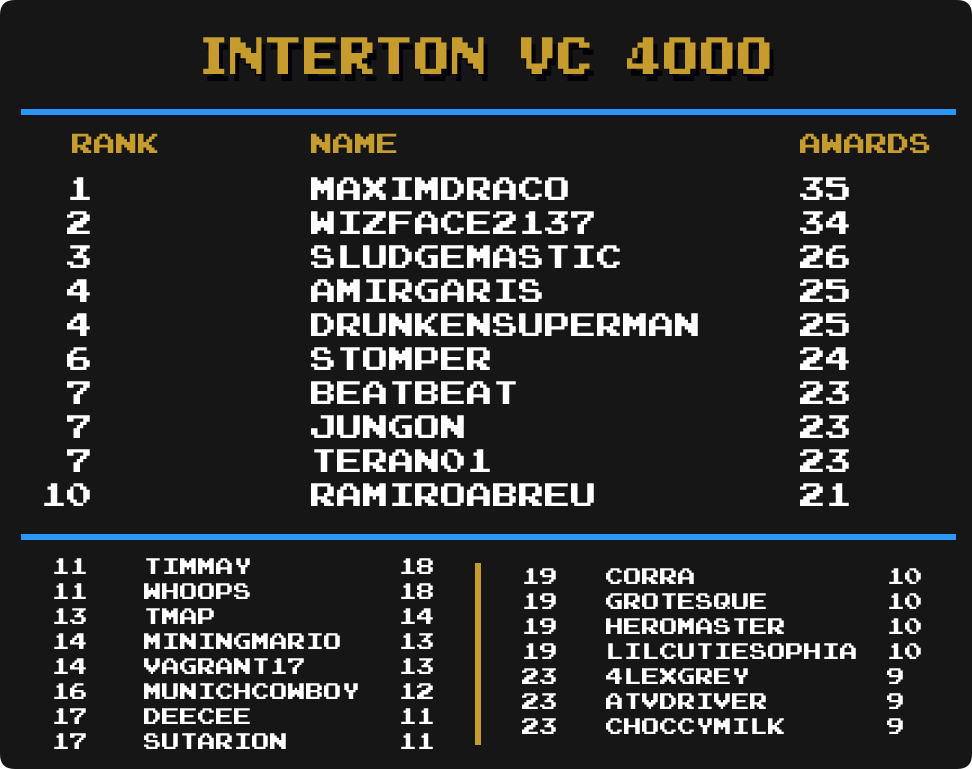 INTERTON VC 4000
RANK NAME AWARDS
1 MAXIMDRACO 35
2 WIZFACE2137 34
3 SLUDGEMASTIC 26
4 AMIRGARIS 25
4 DRUNKENSUPERMAN 25
6 STOMPER 24
7 BEATBEAT 23
7 JUNGON 23
7 TERAN01 23
10 RAMIROABREU 21
11 TIMMAY 18
11 WHOOPS 18
13 TMAP 14
14 MININGMARIO 13
14 VAGRANT17 13
16 MUNICHCOWBOY 12
17 DEECEE 11
17 SUTARION 11
19 CORRA 10
19 GROTESQUE 10
19 HEROMASTER 10
19 LILCUTIESOPHIA 10
23 4LEXGREY 9
23 ATVDRIVER 9
23 CHOCCYMILK 9